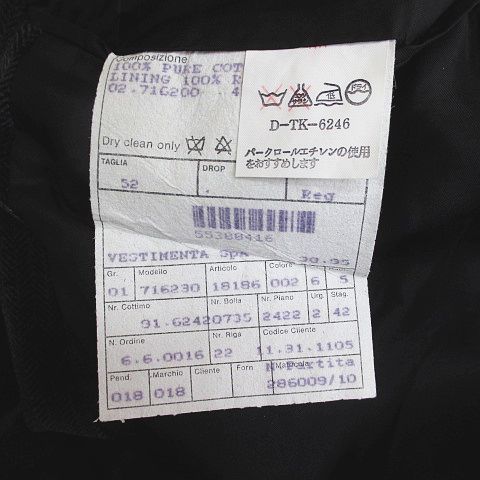 Composizione
100% PURE COT
LINING 100% R
02.716200 4
D-TK-6246
パークロールエチレンの使用
をおすすめします
Dry clean only
TAGLIA DROP
52 Reg
55388416
VESTIMENTA SpA
Gr. Modello Articolo Colore
01 716230 18186 002 6 5
Nr. Cottimo Nr. Bolla Nr. Piano Urg. Stag.
91.62420735 2422 2 42
N. Ordine Nr. Riga Codice Cliente
6.6.0016 22 11.31.1105
Pend. Marchio Cliente Forn Matricola
N Partita
018 018 286009/10